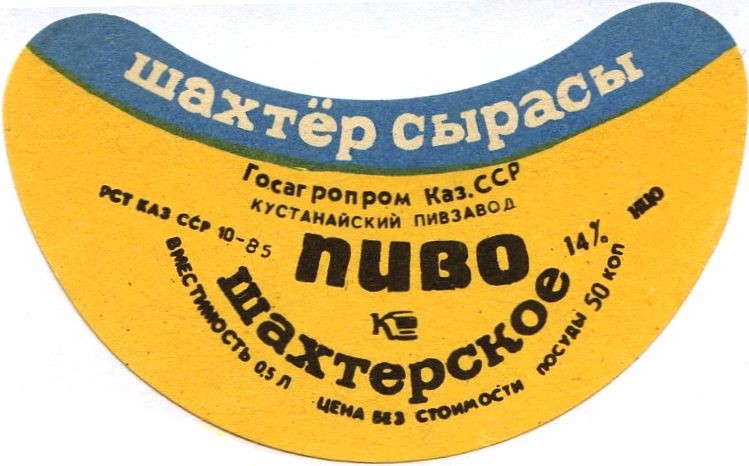 шахтёр сырасы
Госагропром Каз.ССР
КУСТАНАЙСКИЙ ПИВЗАВОД
РСТ КАЗ ССР 10-85
ПИВО
14%
шахтерское
ВМЕСТИМОСТЬ 0,5 Л
ЦЕНА БЕЗ СТОИМОСТИ ПОСУДЫ 50 КОП